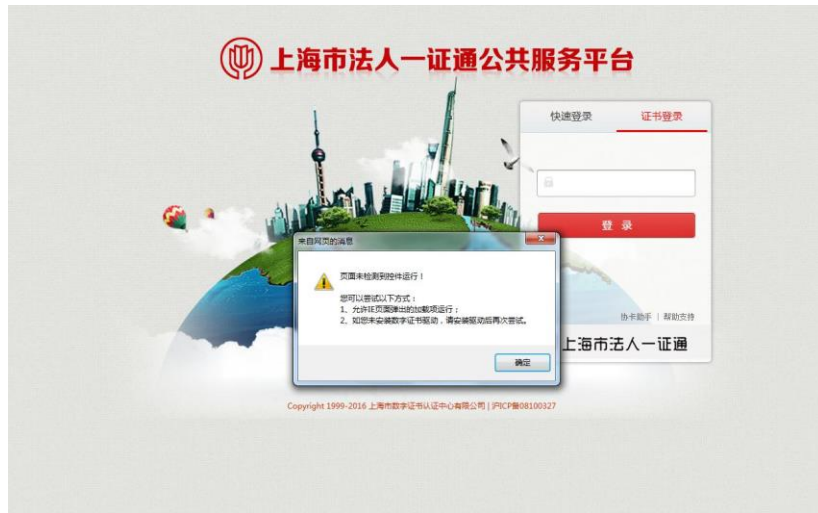 上海市法人一证通公共服务平台
快速登录 证书登录
登 录
来自网页的消息
页面未检测到控件运行！
您可以尝试以下方式：
1、允许IE页面弹出的加载项运行；
2、如您未安装数字证书驱动，请安装驱动后再次尝试。
确定
协卡助手 | 帮助支持
上海市法人一证通
Copyright 1999-2016 上海市数字证书认证中心有限公司 | 沪ICP备08100327